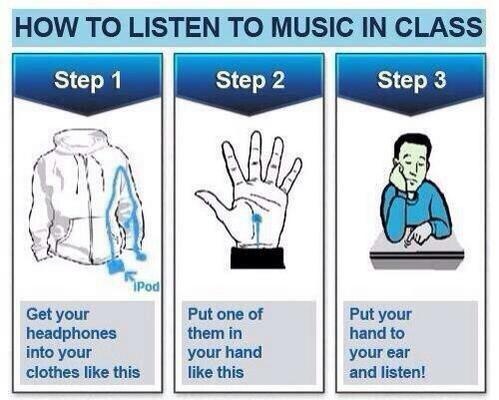 HOW TO LISTEN TO MUSIC IN CLASS
Step 1
Step 2
Step 3
iPod
Get your
headphones
into your
clothes like this
Put one of
them in
your hand
like this
Put your
hand to
your ear
and listen!